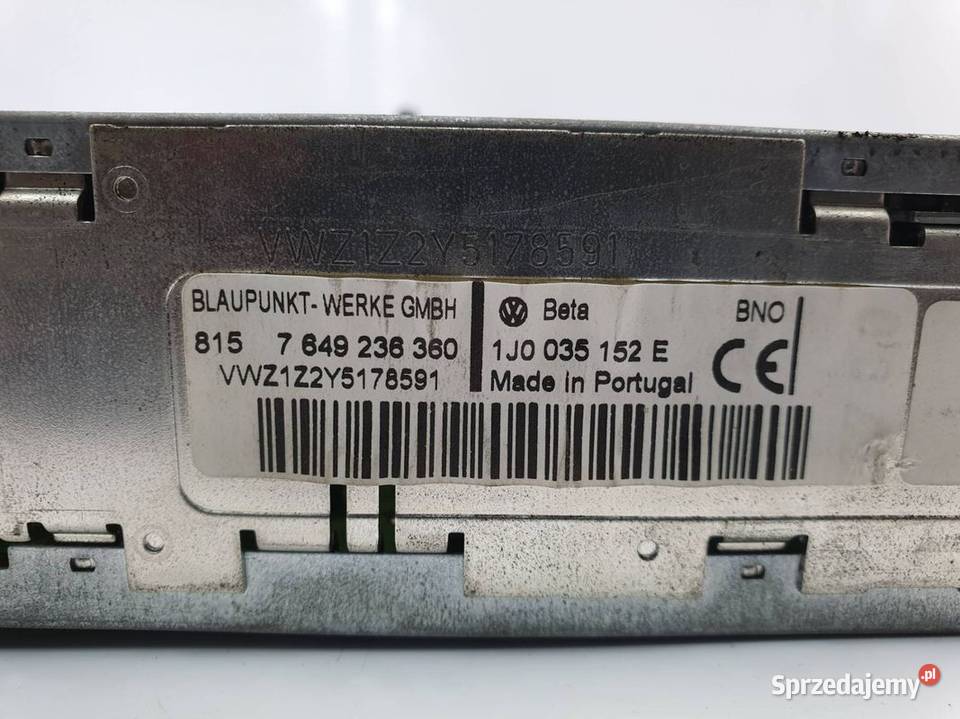 VWZ1Z2Y5178591
BLAUPUNKT-WERKE GMBH
815 7 649 236 360
VWZ1Z2Y5178591
Beta BNO
1J0 035 152 E
Made in Portugal CE
Sprzedajemy.pl